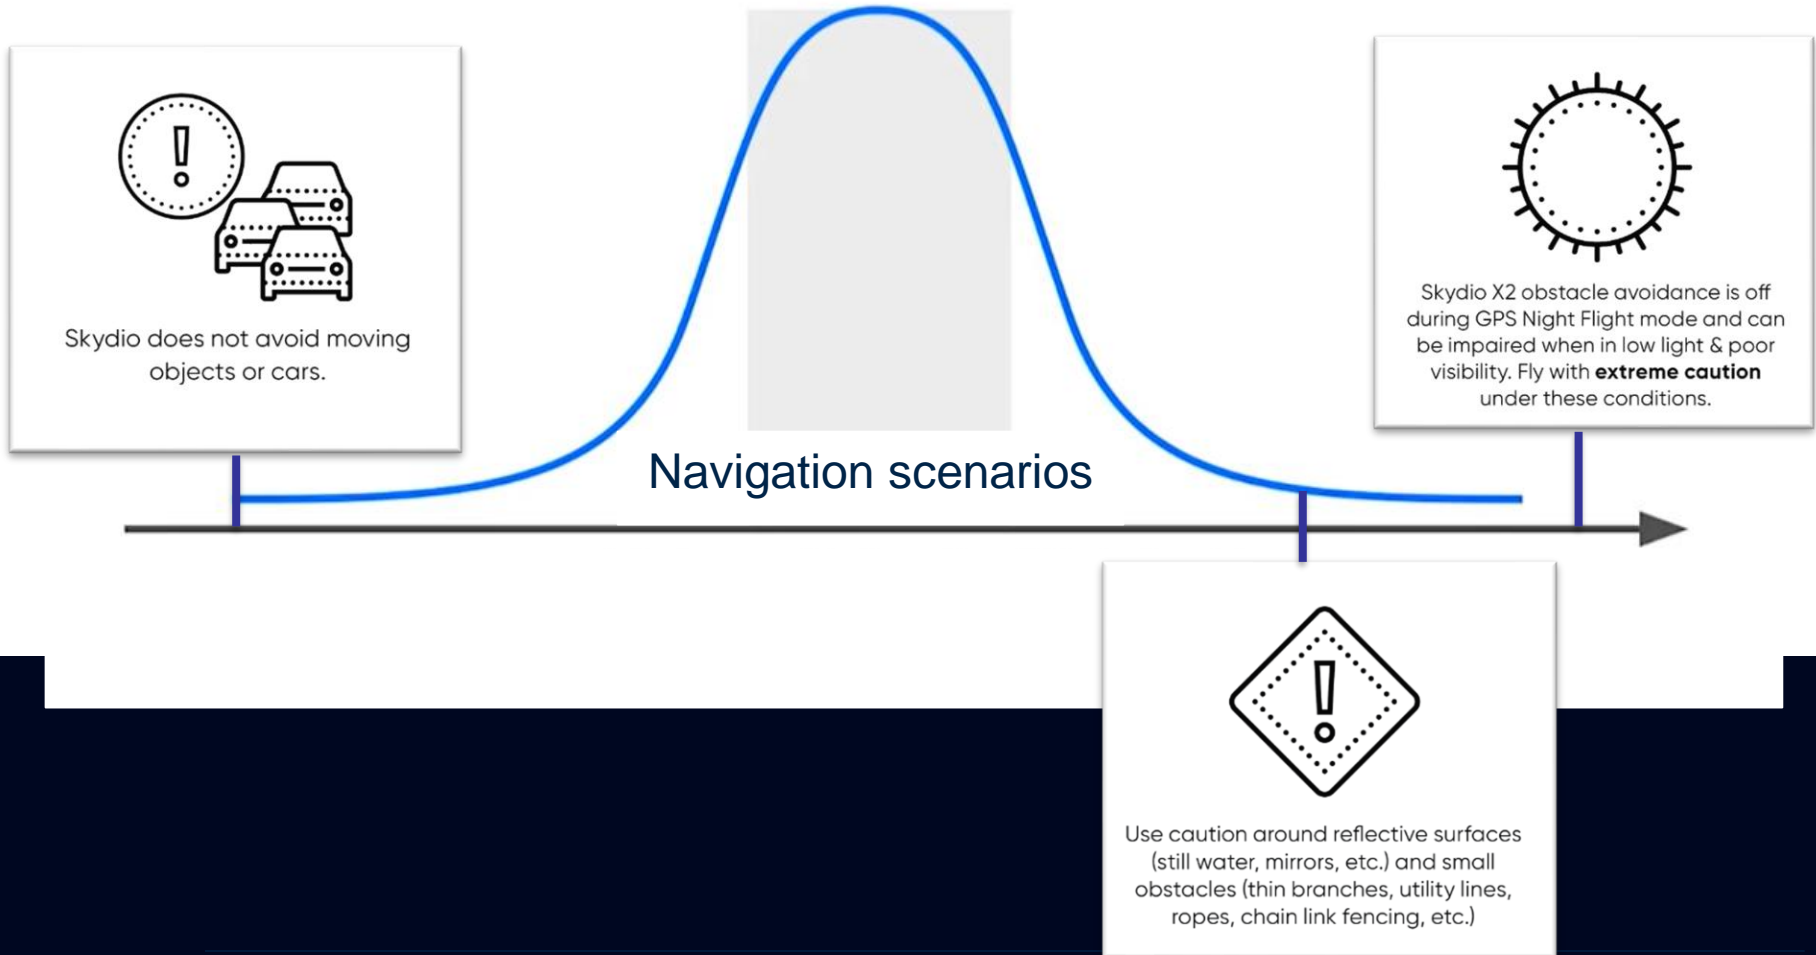 Skydio does not avoid moving
objects or cars.
Navigation scenarios
Skydio X2 obstacle avoidance is off
during GPS Night Flight mode and can
be impaired when in low light & poor
visibility. Fly with extreme caution
under these conditions.
Use caution around reflective surfaces
(still water, mirrors, etc.) and small
obstacles (thin branches, utility lines,
ropes, chain link fencing, etc.)